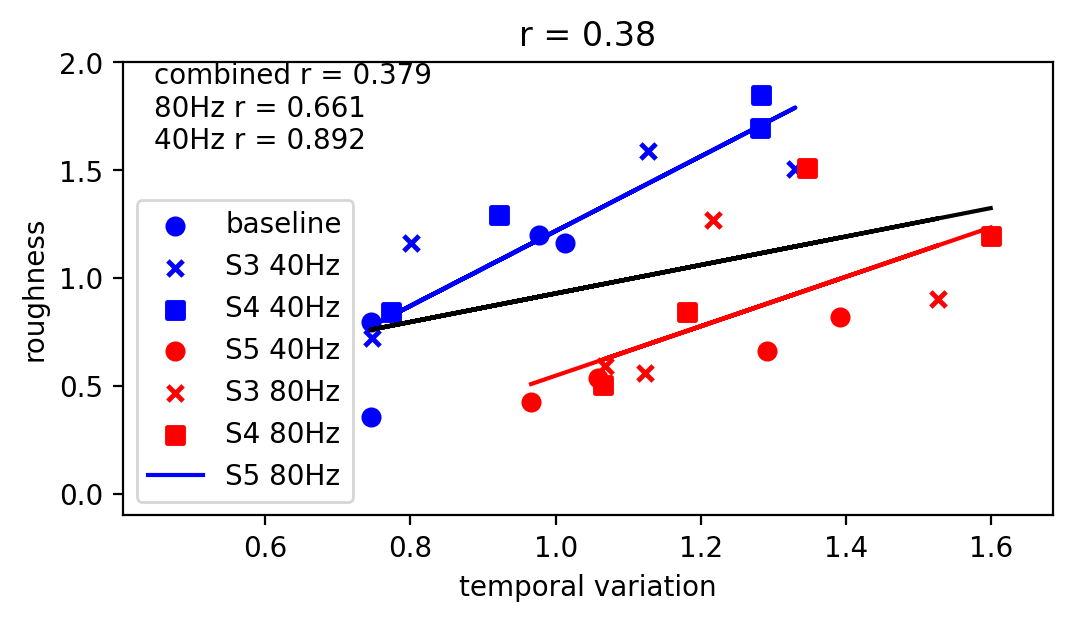 r = 0.38
combined r = 0.379
80Hz r = 0.661
40Hz r = 0.892
baseline
S3 40Hz
S4 40Hz
S5 40Hz
S3 80Hz
S4 80Hz
S5 80Hz
roughness
2.0
1.5
1.0
0.5
0.0
0.6 0.8 1.0 1.2 1.4 1.6
temporal variation